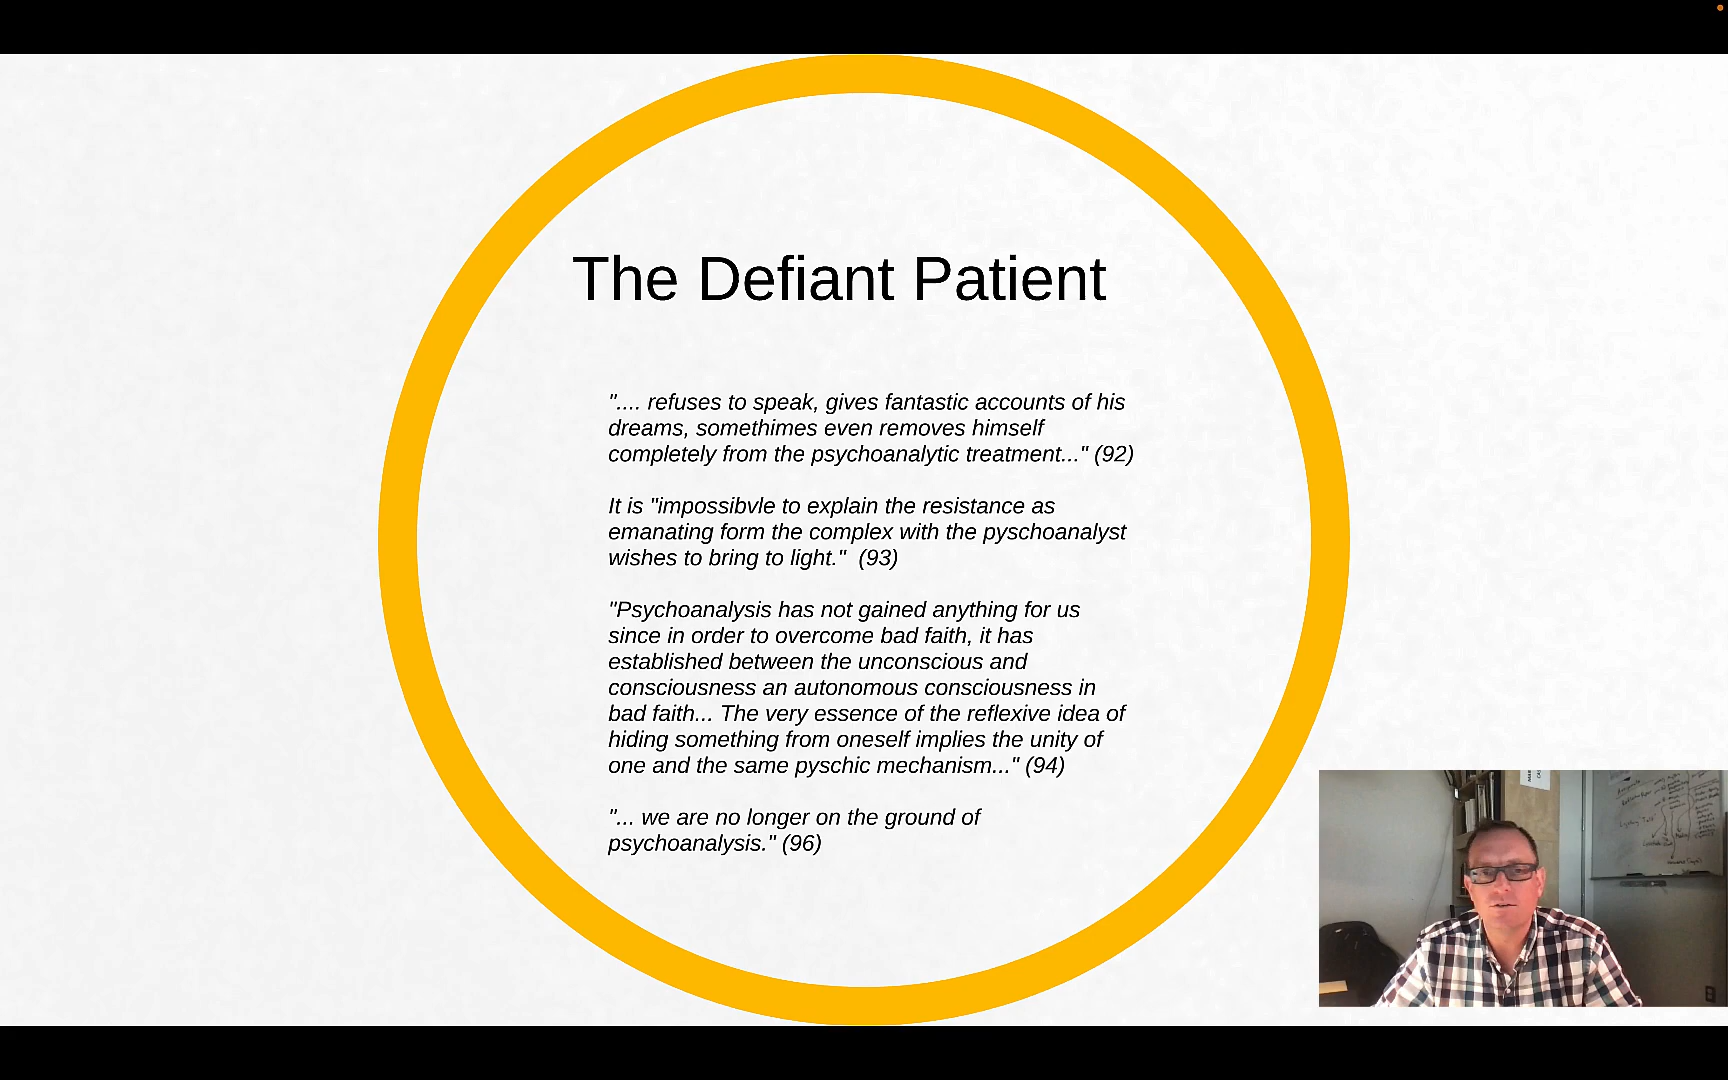 The Defiant Patient
".... refuses to speak, gives fantastic accounts of his
dreams, somethimes even removes himself
completely from the psychoanalytic treatment..." (92)
It is "impossibvle to explain the resistance as
emanating form the complex with the pyschoanalyst
wishes to bring to light."  (93)
"Psychoanalysis has not gained anything for us
since in order to overcome bad faith, it has
established between the unconscious and
consciousness an autonomous consciousness in
bad faith... The very essence of the reflexive idea of
hiding something from oneself implies the unity of
one and the same pyschic mechanism..." (94)
"... we are no longer on the ground of
psychoanalysis." (96)